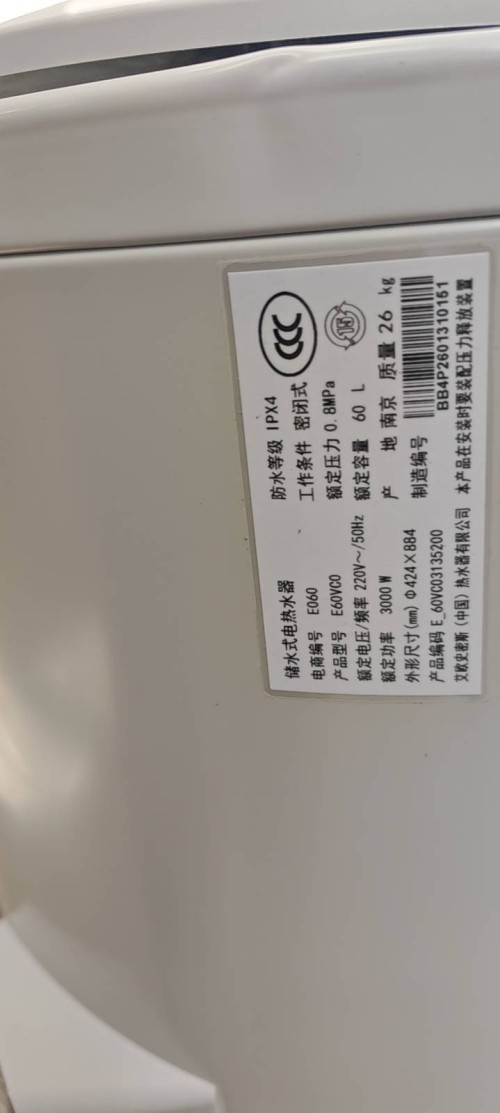 储水式电热水器
电商编号 E060
产品型号 E60VC0
额定电压/频率 220V～/50Hz
额定功率 3000W
外形尺寸(mm) Φ424×884
产品编码 E_60VC03135200
艾欧史密斯（中国）热水器有限公司 本产品在安装时要装配压力释放装置
防水等级 IPX4
工作条件 密闭式
额定压力 0.8MPa
额定容量 60 L
产 地 南京 质量 26 kg
制造编号
BB4P2601310151
CCC
15